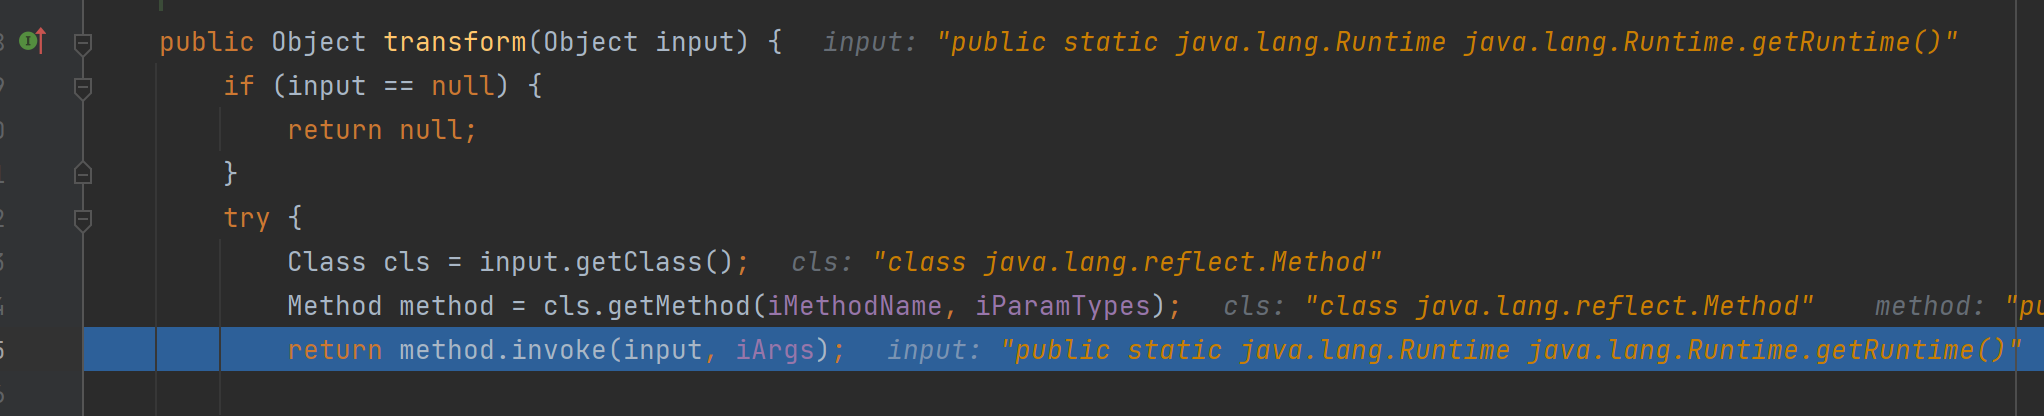 public Object transform(Object input) {   input: "public static java.lang.Runtime java.lang.Runtime.getRuntime()"
if (input == null) {
return null;
}
try {
Class cls = input.getClass();   cls: "class java.lang.reflect.Method"
Method method = cls.getMethod(iMethodName, iParamTypes);   cls: "class java.lang.reflect.Method"   method: "pu
return method.invoke(input, iArgs);   input: "public static java.lang.Runtime java.lang.Runtime.getRuntime()"